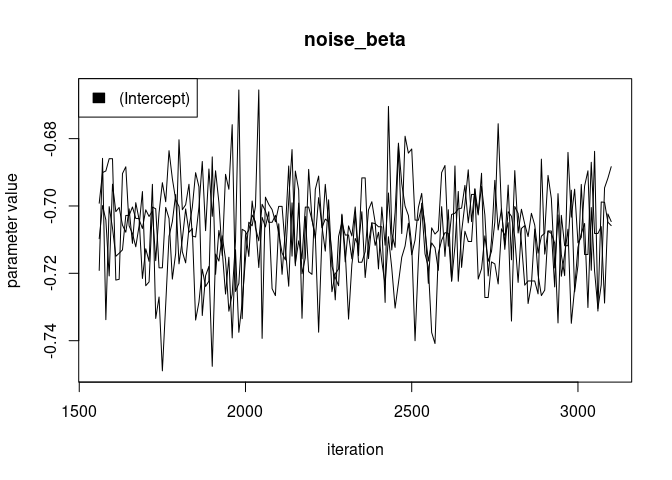 noise_beta
(Intercept)
-0.68
-0.70
-0.72
-0.74
parameter value
1500 2000 2500 3000
iteration